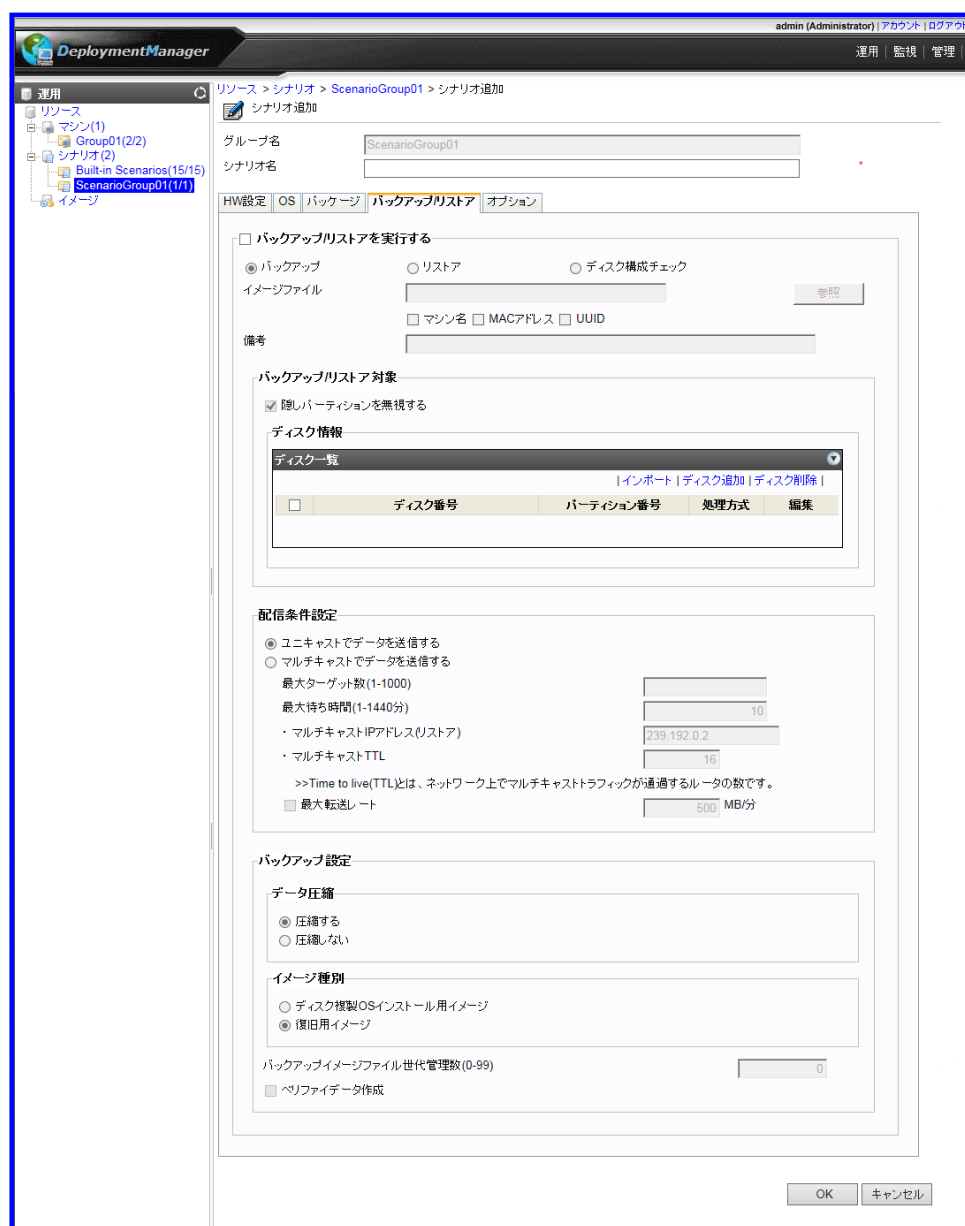 admin (Administrator) | アカウント | ログアウト
DeploymentManager
運用 | 監視 | 管理 |
運用
リソース
マシン(1)
Group01(2/2)
シナリオ(2)
Built-in Scenarios(15/15)
ScenarioGroup01(1/1)
イメージ
リソース > シナリオ > ScenarioGroup01 > シナリオ追加
シナリオ追加
グループ名 ScenarioGroup01
シナリオ名 *
HW設定 OS パッケージ バックアップ/リストア オプション
バックアップ/リストアを実行する
バックアップ リストア ディスク構成チェック
イメージファイル 参照
マシン名 MACアドレス UUID
備考
バックアップ/リストア対象
隠しパーティションを無視する
ディスク情報
ディスク一覧
| インポート | ディスク追加 | ディスク削除 |
ディスク番号 パーティション番号 処理方式 編集
配信条件設定
ユニキャストでデータを送信する
マルチキャストでデータを送信する
最大ターゲット数(1-1000)
最大待ち時間(1-1440分) 10
・マルチキャストIPアドレス(リストア) 239.192.0.2
・マルチキャストTTL 16
>>Time to live(TTL)とは、ネットワーク上でマルチキャストトラフィックが通過するルータの数です。
最大転送レート 500 MB/分
バックアップ設定
データ圧縮
圧縮する
圧縮しない
イメージ種別
ディスク複製OSインストール用イメージ
復旧用イメージ
バックアップイメージファイル世代管理数(0-99) 0
ベリファイデータ作成
OK キャンセル